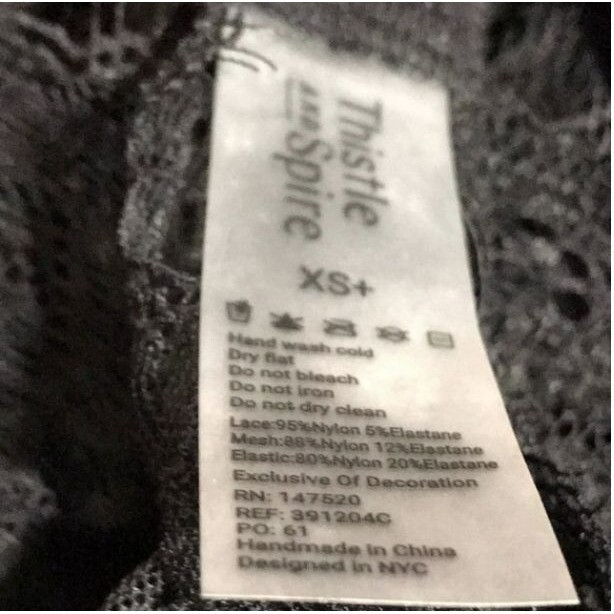 Thistle
AND Spire
XS+
Hand wash cold
Dry flat
Do not bleach
Do not iron
Do not dry clean
Lace:95%Nylon 5%Elastane
Mesh:88%Nylon 12%Elastane
Elastic:80%Nylon 20%Elastane
Exclusive Of Decoration
RN: 147520
REF: 391204C
PO: 61
Handmade In China
Designed in NYC